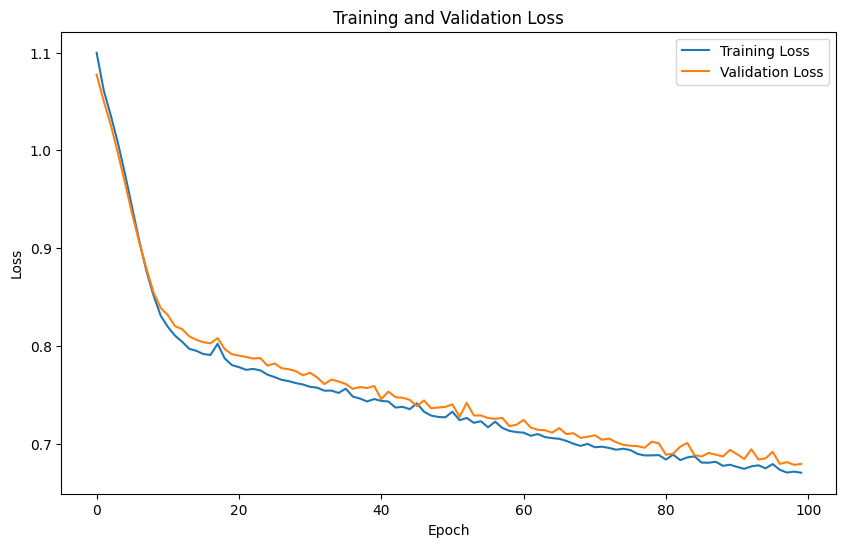 Training and Validation Loss
Training Loss
Validation Loss
1.1
1.0
0.9
0.8
0.7
Loss
0 20 40 60 80 100
Epoch